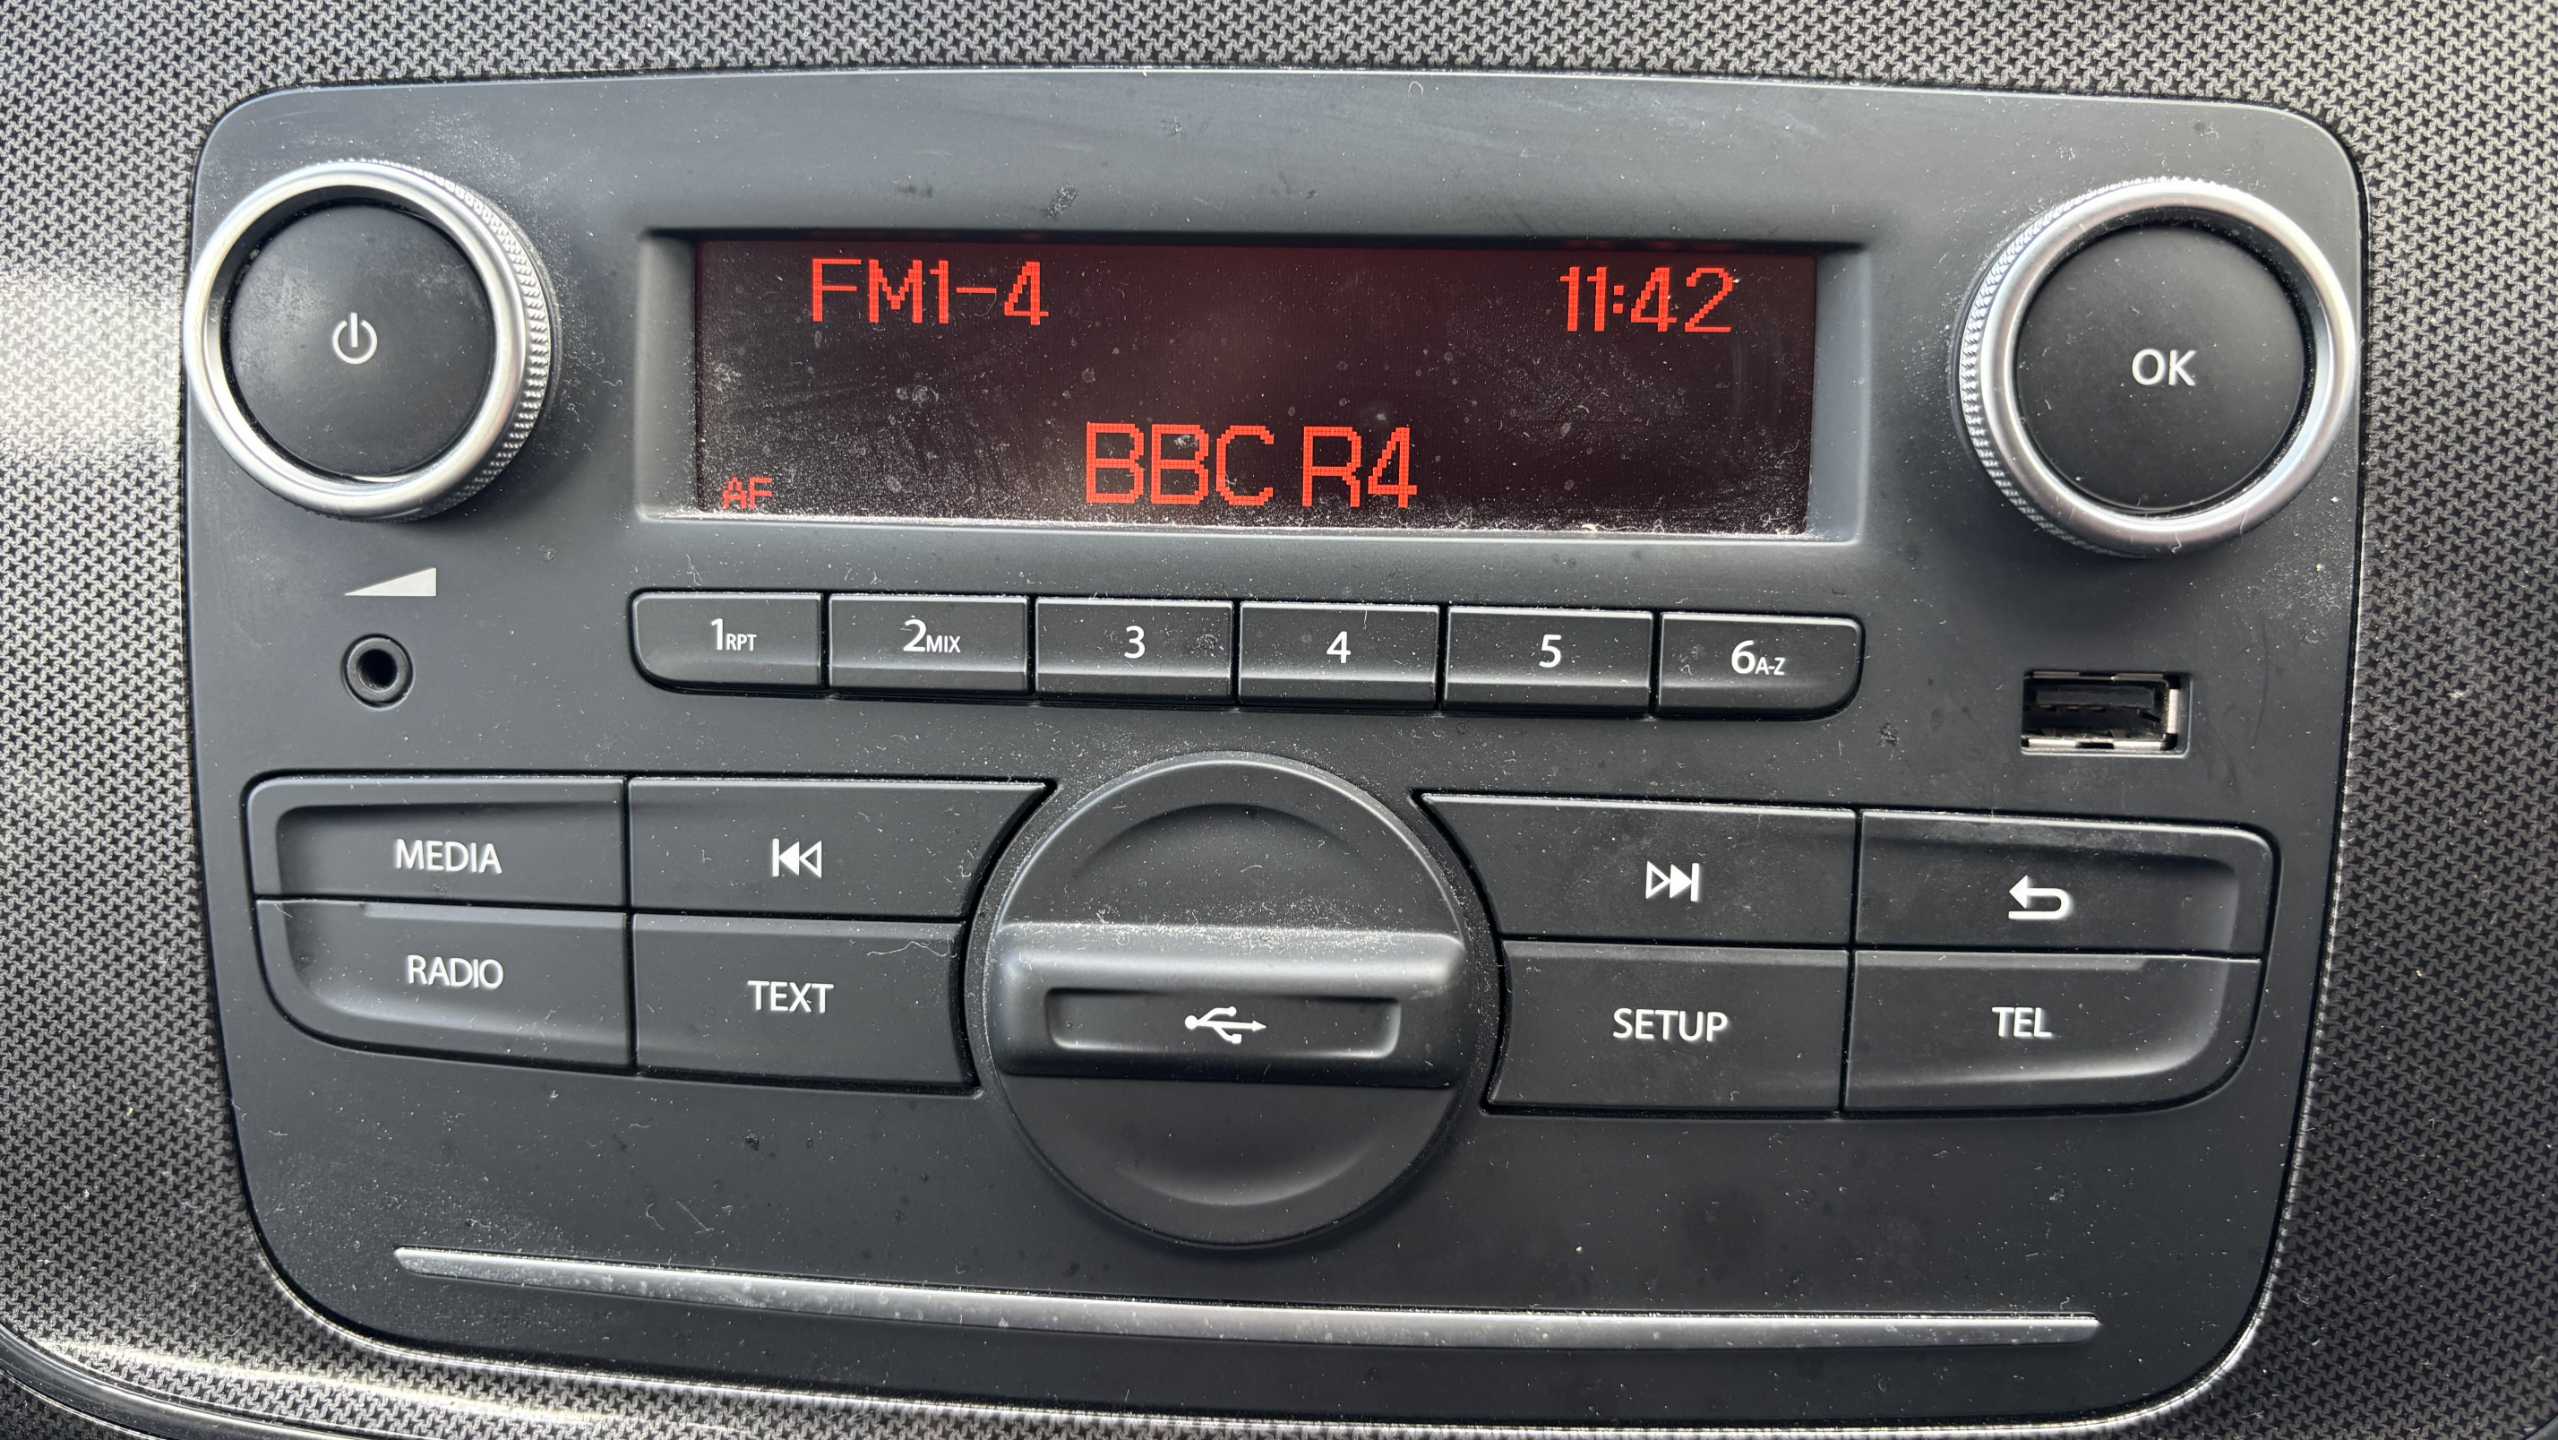 FM1-4 11:42
BBC R4
AF
OK
1RPT 2MIX 3 4 5 6A-Z
MEDIA
RADIO TEXT SETUP TEL